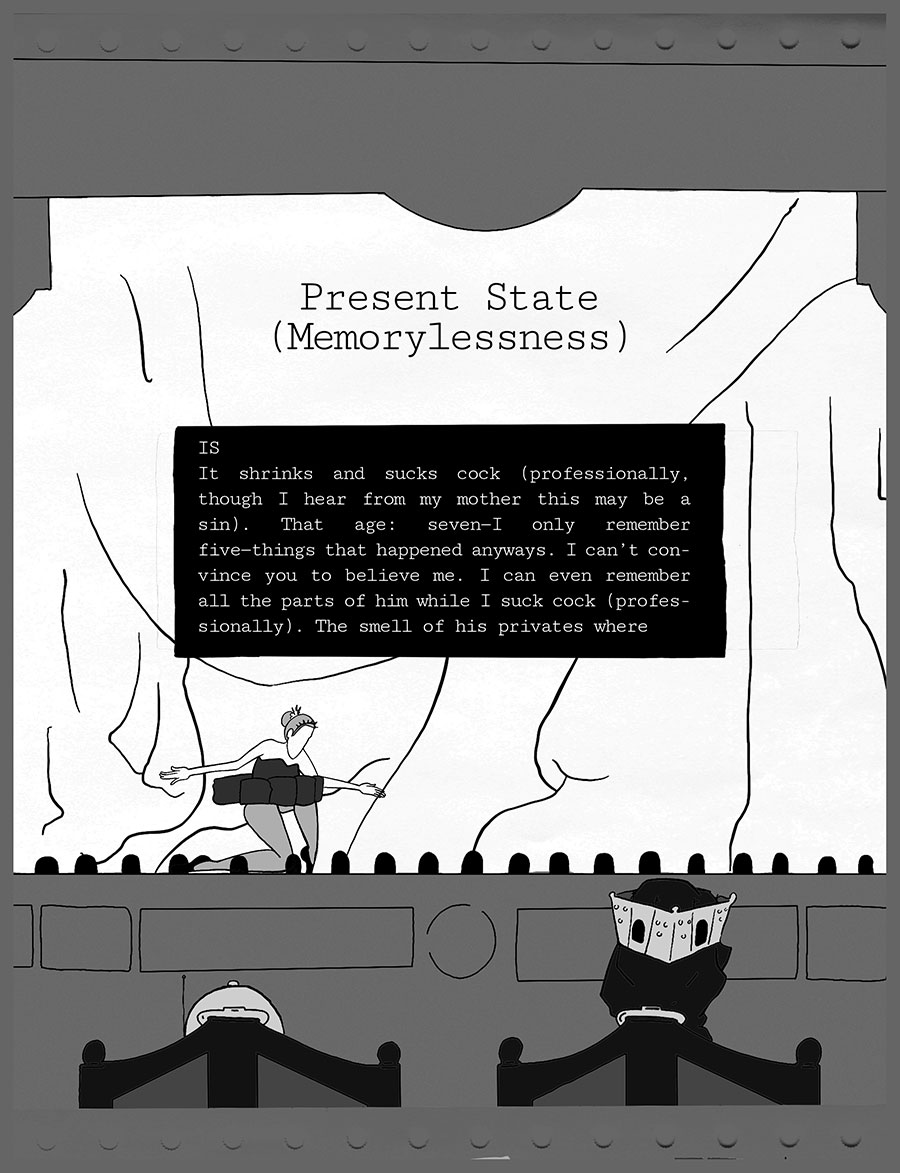 Present State
(Memorylessness)
IS
It shrinks and sucks cock (professionally,
though I hear from my mother this may be a
sin). That age: seven—I only remember
five—things that happened anyways. I can't con-
vince you to believe me. I can even remember
all the parts of him while I suck cock (profes-
sionally). The smell of his privates where